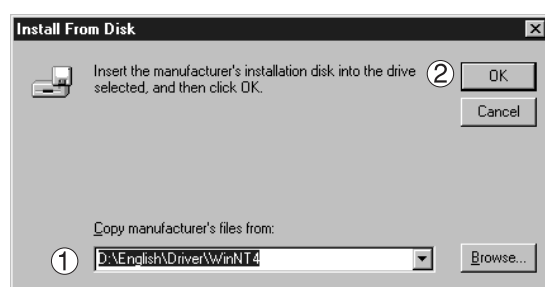 Install From Disk
Insert the manufacturer's installation disk into the drive
selected, and then click OK.
② OK
Cancel
Copy manufacturer's files from:
① D:\English\Driver\WinNT4
Browse...